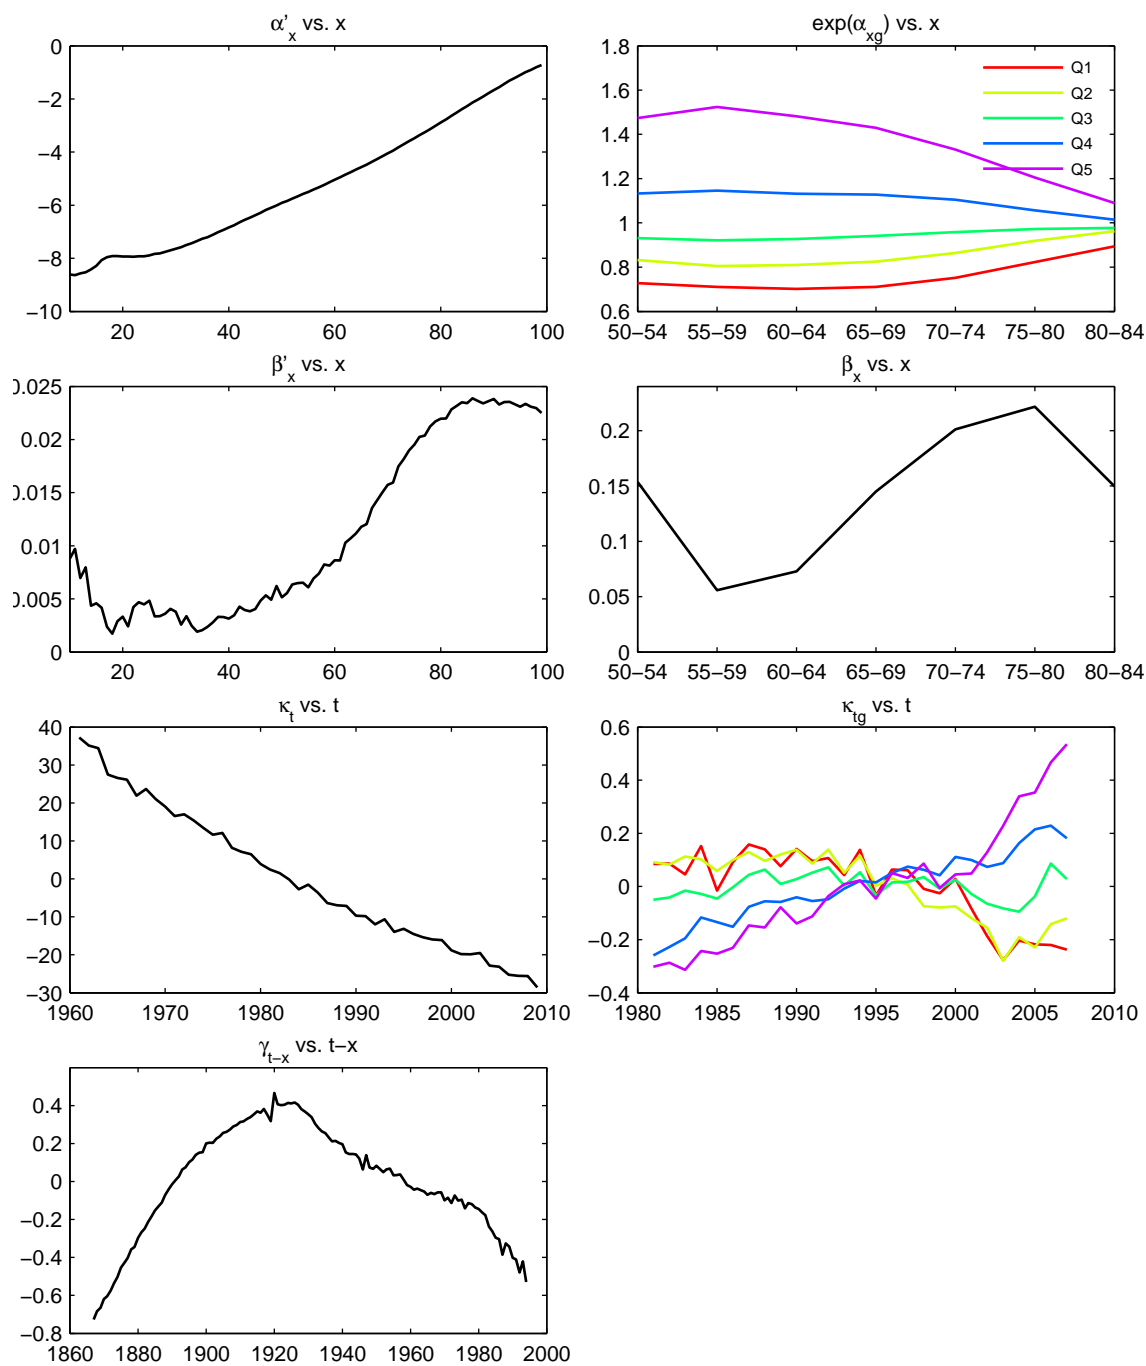 α'x vs. x
0
−2
−4
−6
−8
−10
20 40 60 80 100
exp(αxg) vs. x
1.8
1.6
1.4
1.2
1
0.8
0.6
Q1
Q2
Q3
Q4
Q5
50−54 55−59 60−64 65−69 70−74 75−80 80−84
β'x vs. x
0.025
0.02
0.015
0.01
0.005
0
20 40 60 80 100
βx vs. x
0.2
0.15
0.1
0.05
0
50−54 55−59 60−64 65−69 70−74 75−80 80−84
κt vs. t
40
30
20
10
0
−10
−20
−30
1960 1970 1980 1990 2000 2010
κtg vs. t
0.6
0.4
0.2
0
−0.2
−0.4
1980 1985 1990 1995 2000 2005 2010
γt−x vs. t−x
0.4
0.2
0
−0.2
−0.4
−0.6
−0.8
1860 1880 1900 1920 1940 1960 1980 2000